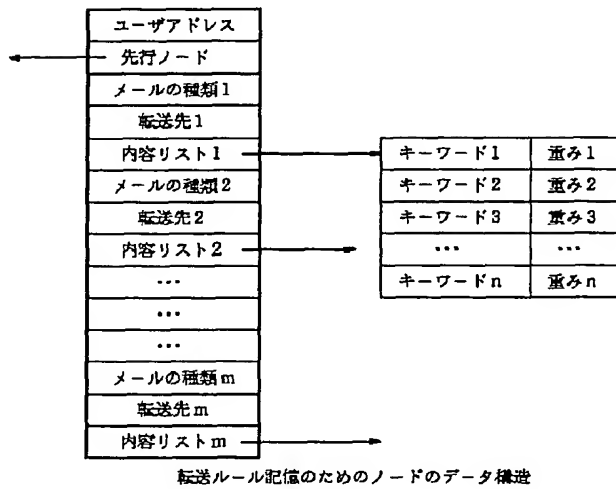 ユーザアドレス
先行ノード
メールの種類1
転送先1
内容リスト1
メールの種類2
転送先2
内容リスト2
…
…
…
メールの種類m
転送先m
内容リストm
キーワード1 重み1
キーワード2 重み2
キーワード3 重み3
… …
キーワードn 重みn
転送ルール記憶のためのノードのデータ構造